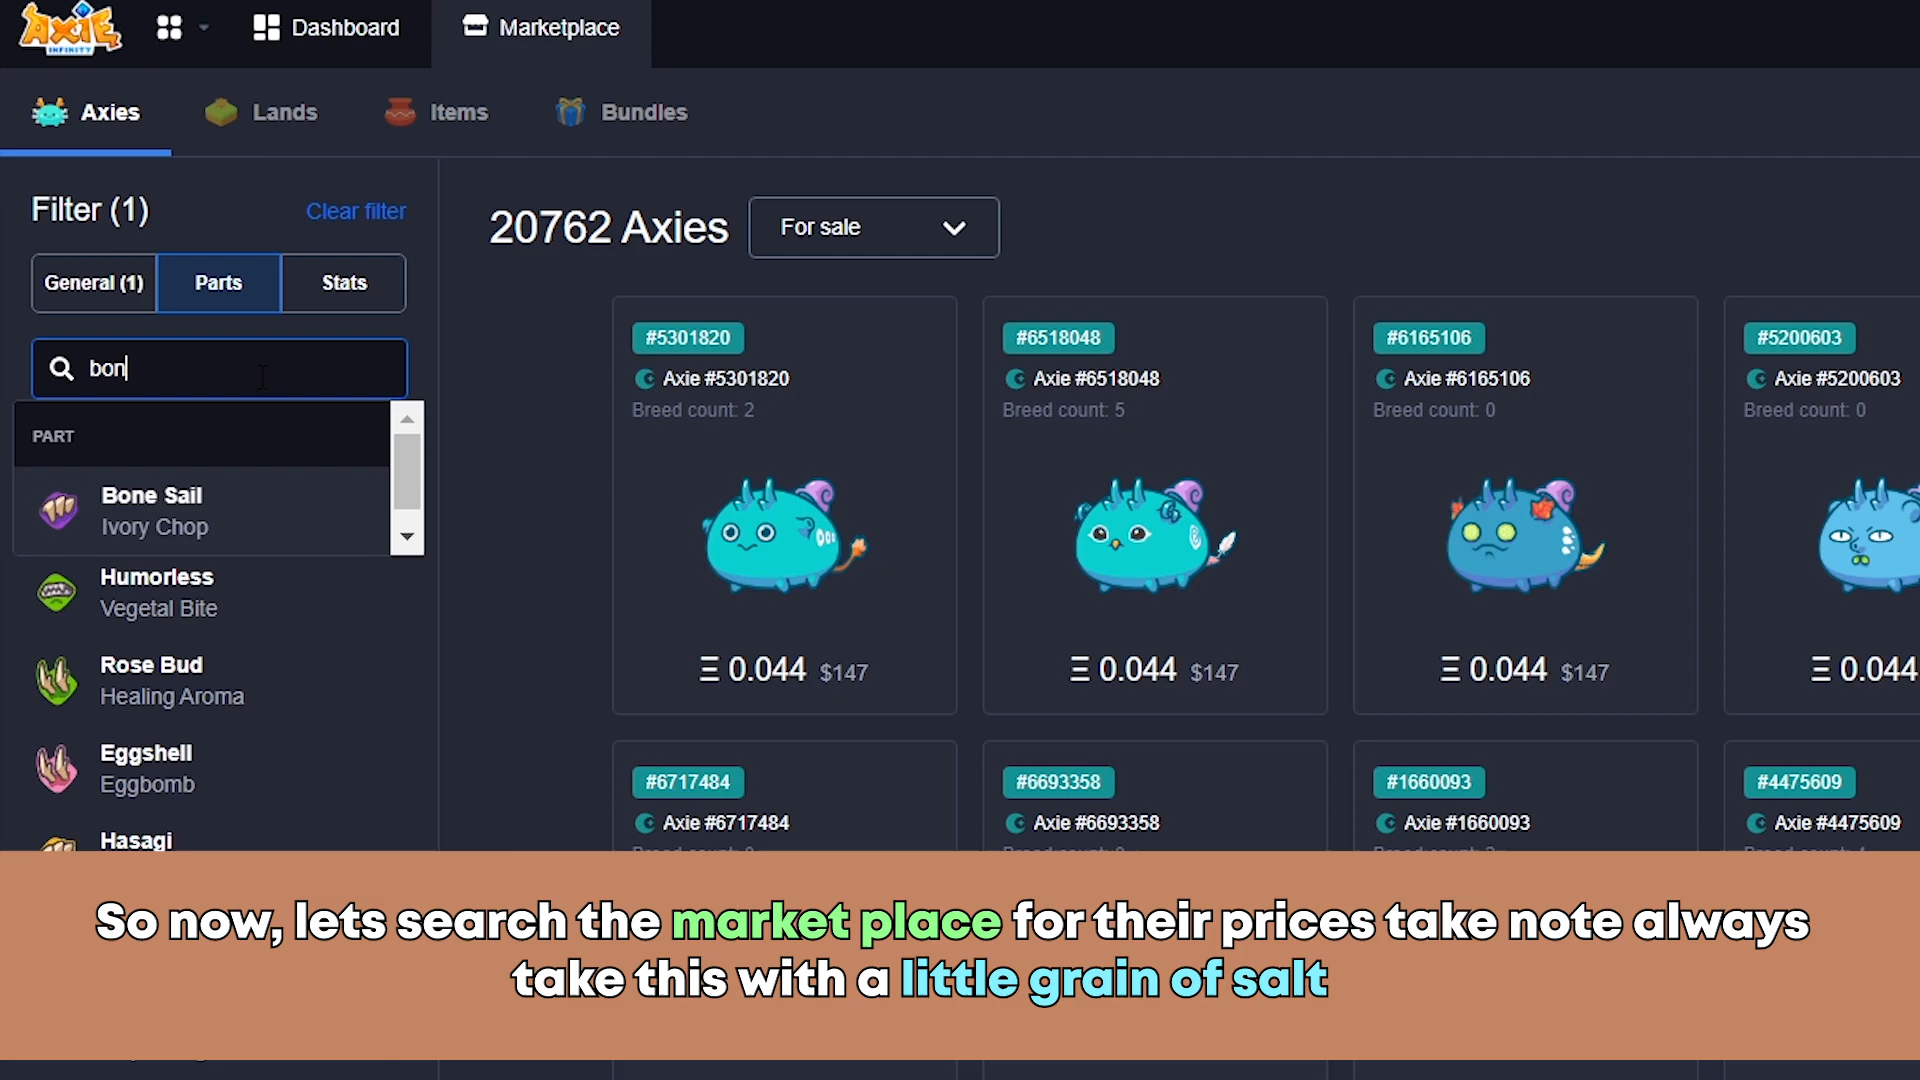 AXIE
INFINITY
Dashboard
Marketplace
Axies
Lands
Items
Bundles
Filter (1)
Clear filter
General (1)
Parts
Stats
bon
PART
Bone Sail
Ivory Chop
Humorless
Vegetal Bite
Rose Bud
Healing Aroma
Eggshell
Eggbomb
Hasagi
20762 Axies
For sale
#5301820
Axie #5301820
Breed count: 2
Ξ 0.044 $147
#6518048
Axie #6518048
Breed count: 5
Ξ 0.044 $147
#6165106
Axie #6165106
Breed count: 0
Ξ 0.044 $147
#5200603
Axie #5200603
Breed count: 0
Ξ 0.044
#6717484
Axie #6717484
#6693358
Axie #6693358
#1660093
Axie #1660093
#4475609
Axie #4475609
So now, lets search the market place for their prices take note always
take this with a little grain of salt